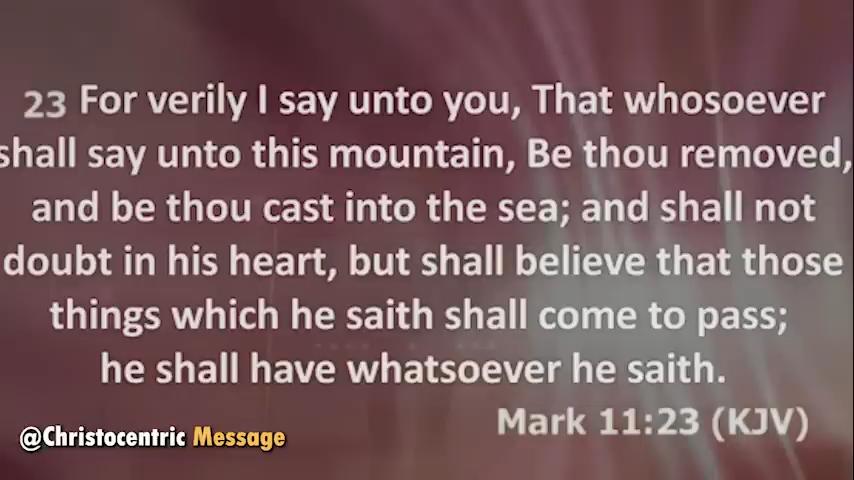 23 For verily I say unto you, That whosoever
shall say unto this mountain, Be thou removed,
and be thou cast into the sea; and shall not
doubt in his heart, but shall believe that those
things which he saith shall come to pass;
he shall have whatsoever he saith.
Mark 11:23 (KJV)
@Christocentric Message